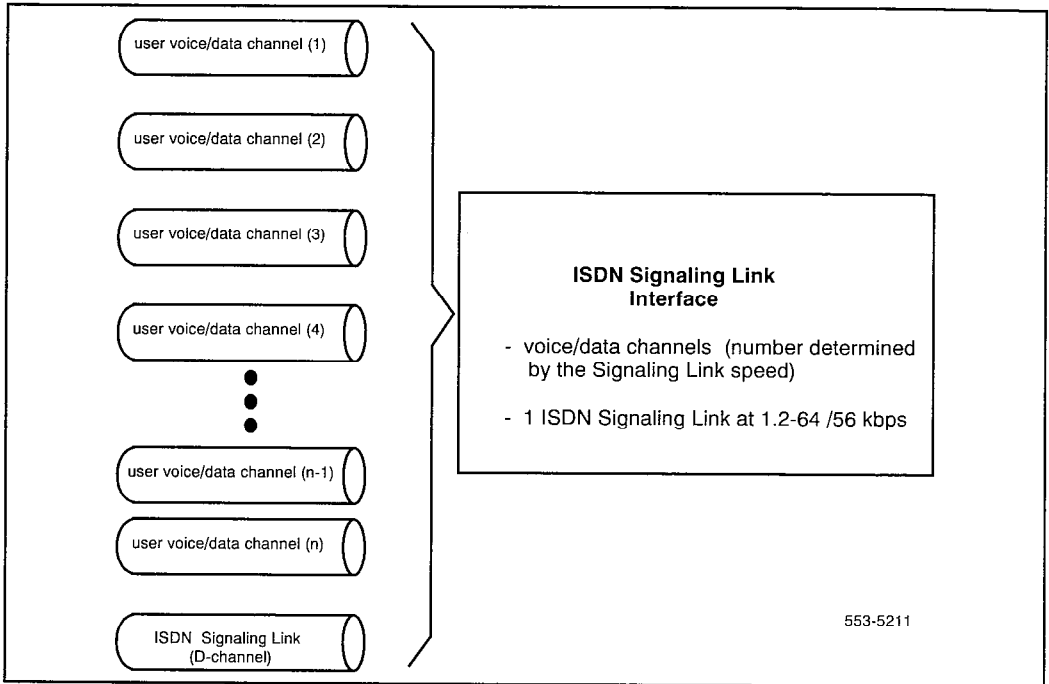 user voice/data channel (1)
user voice/data channel (2)
user voice/data channel (3)
user voice/data channel (4)
user voice/data channel (n-1)
user voice/data channel (n)
ISDN Signaling Link
(D-channel)
ISDN Signaling Link
Interface
- voice/data channels (number determined
by the Signaling Link speed)
- 1 ISDN Signaling Link at 1.2-64 /56 kbps
553-5211